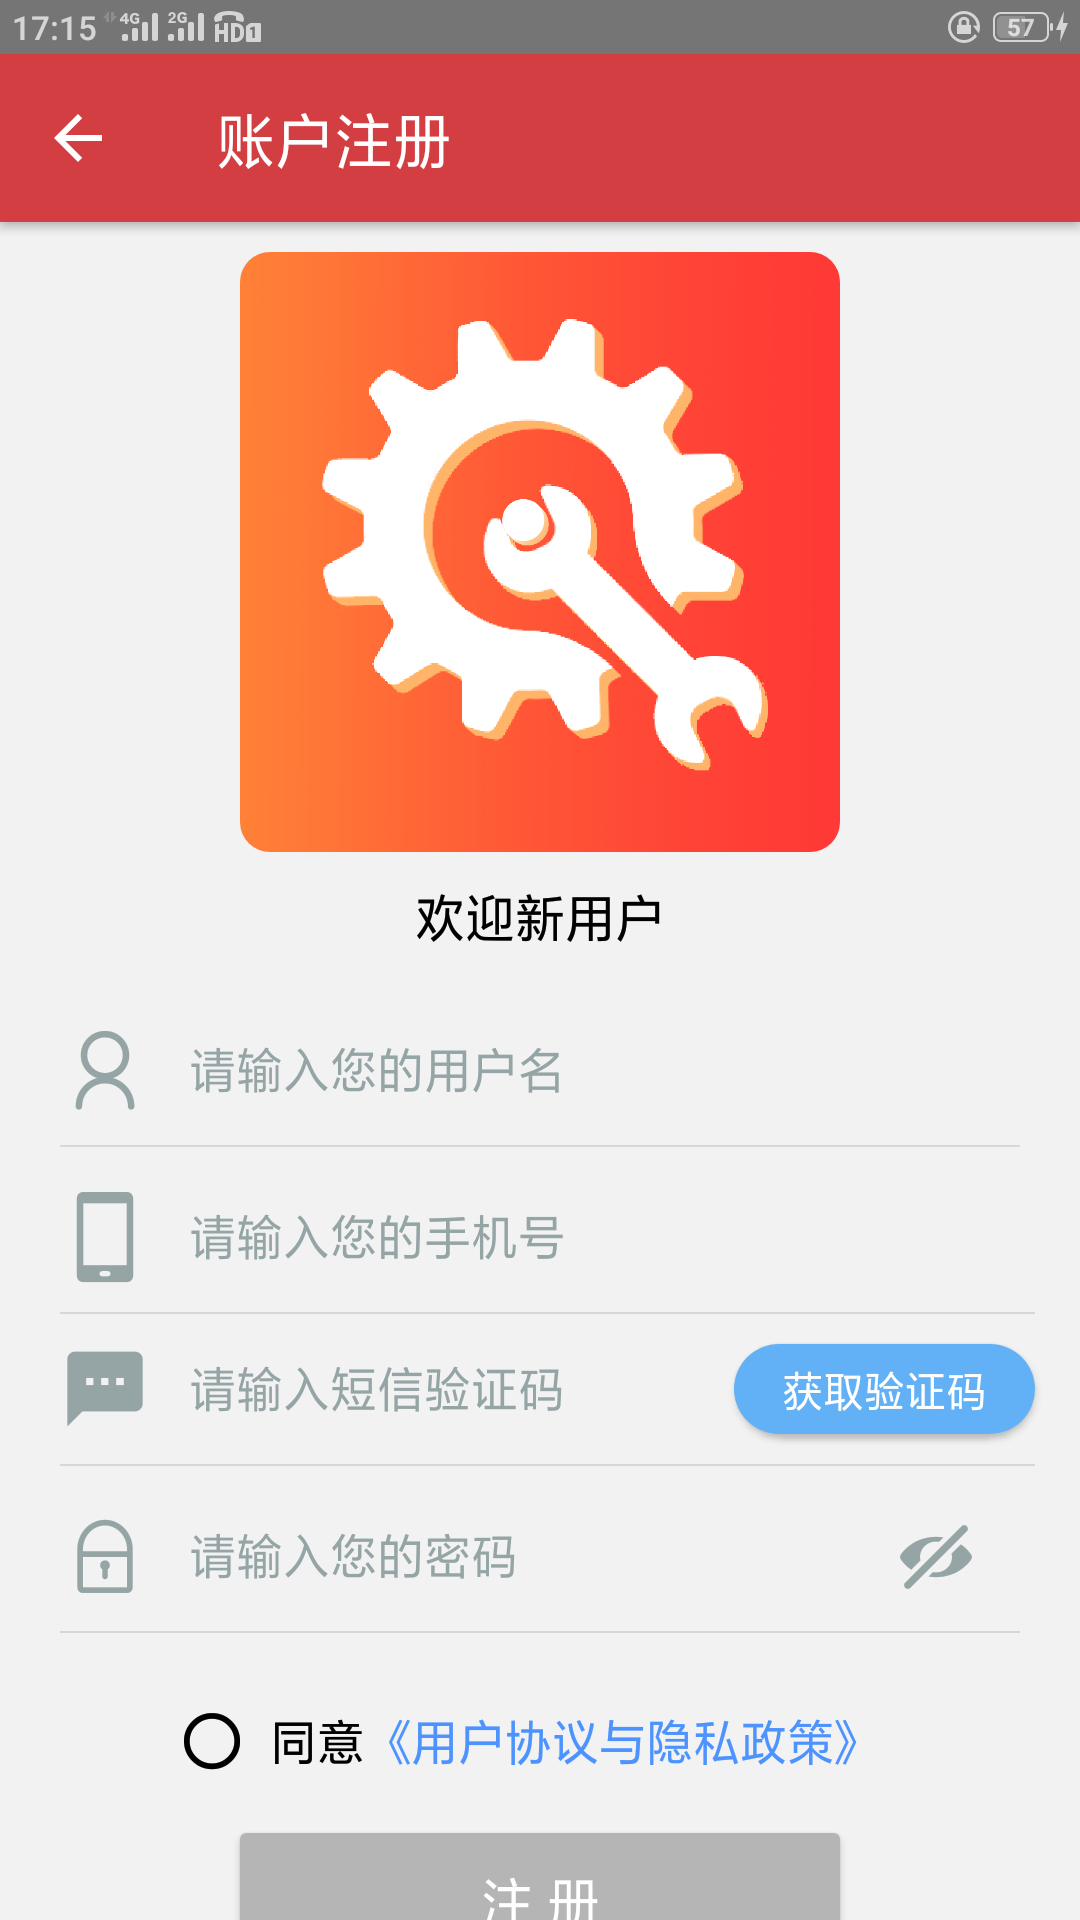 17:15 4G 2G HD1 57
账户注册
欢迎新用户
请输入您的用户名
请输入您的手机号
请输入短信验证码 获取验证码
请输入您的密码
同意《用户协议与隐私政策》
注 册